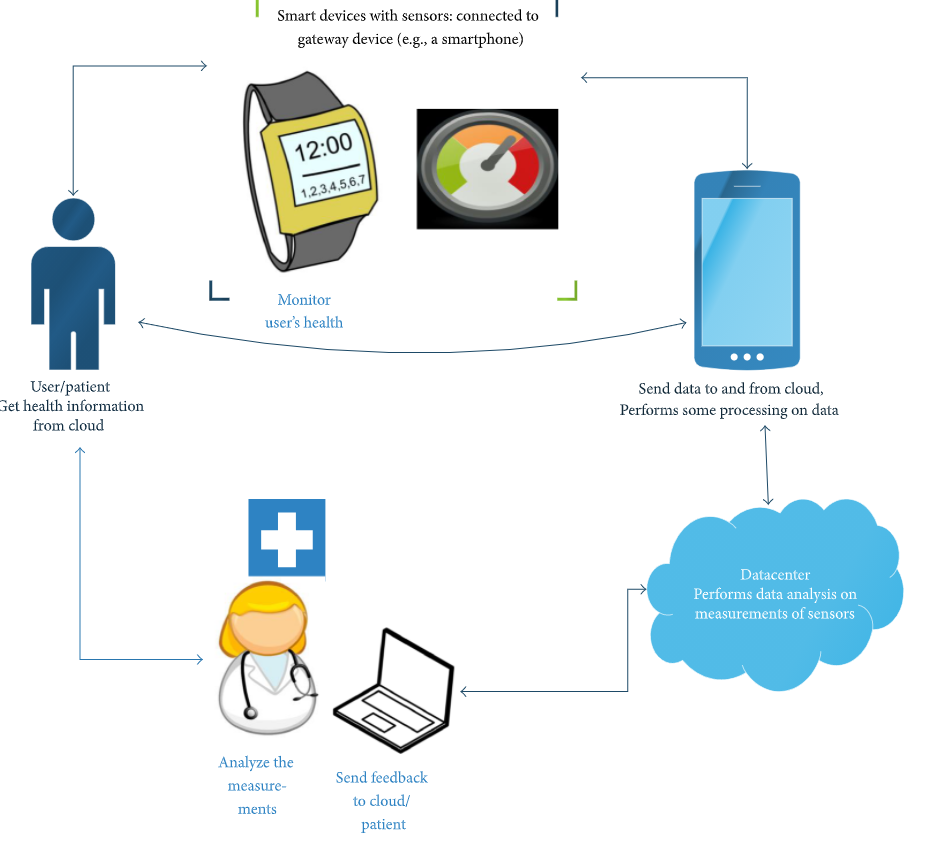 Smart devices with sensors: connected to
gateway device (e.g., a smartphone)
12:00
1,2,3,4,5,6,7
Monitor
user’s health
User/patient
Get health information
from cloud
Send data to and from cloud,
Performs some processing on data
Datacenter
Performs data analysis on
measurements of sensors
Analyze the
measure-
ments
Send feedback
to cloud/
patient